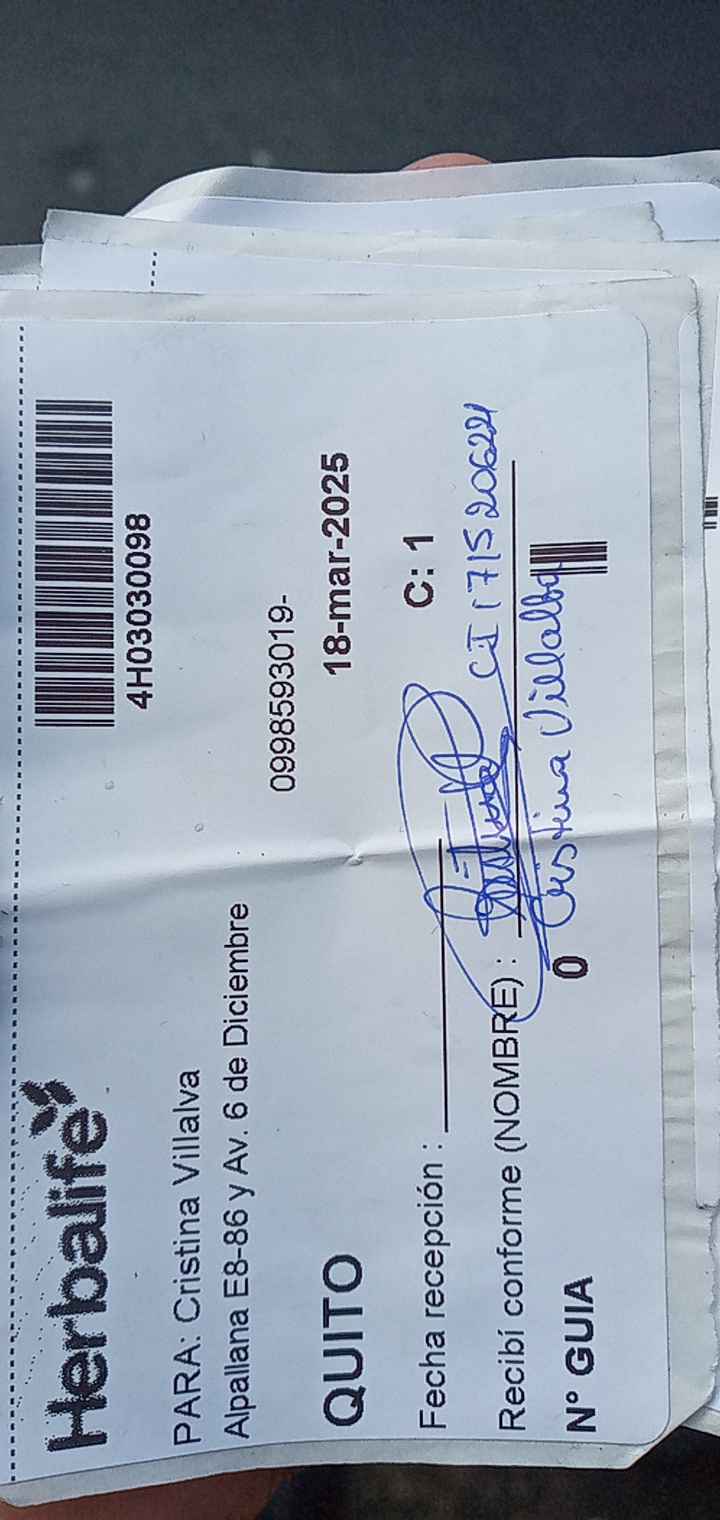 Herbalife
4H03030098
PARA: Cristina Villalva
Alpallana E8-86 y Av. 6 de Diciembre
0998593019-
QUITO 18-mar-2025
Fecha recepción : C: 1
Recibí conforme (NOMBRE) : CI 1715206221
Cristina Villalba
N° GUIA 0